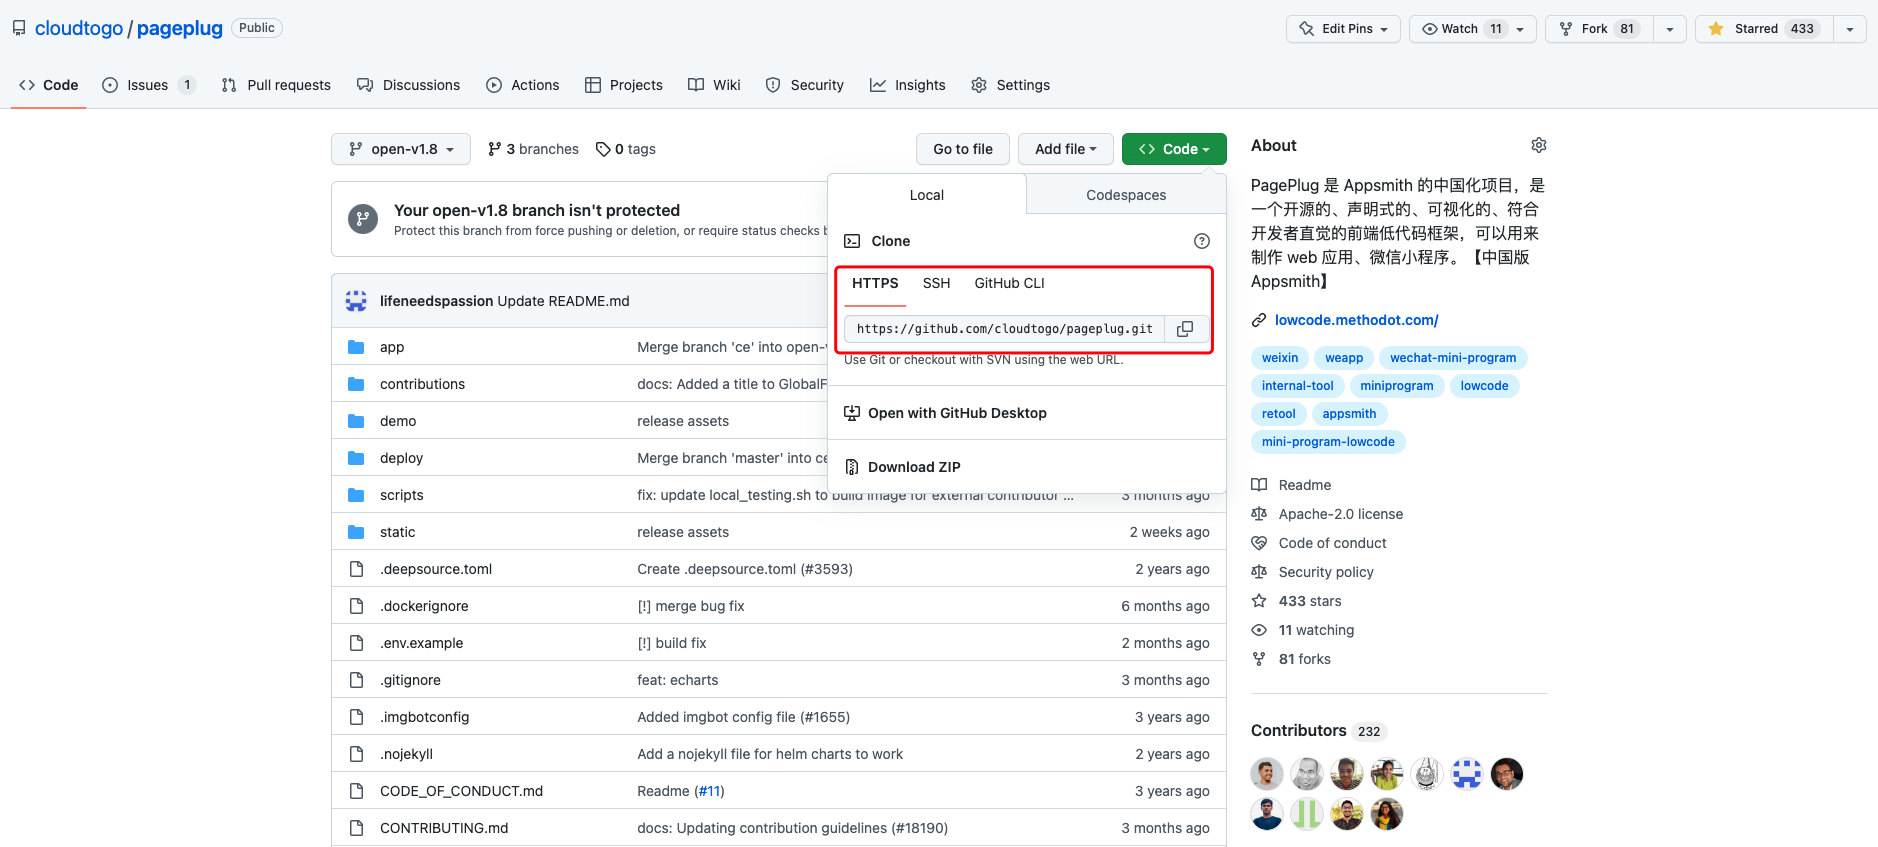 cloudtogo / pageplug Public
Edit Pins
Watch 11
Fork 81
Starred 433
Code
Issues 1
Pull requests
Discussions
Actions
Projects
Wiki
Security
Insights
Settings
open-v1.8
3 branches
0 tags
Go to file
Add file
Code
Your open-v1.8 branch isn't protected
Protect this branch from force pushing or deletion, or require status checks
Local
Codespaces
Clone
HTTPS
SSH
GitHub CLI
https://github.com/cloudtogo/pageplug.git
Use Git or checkout with SVN using the web URL.
Open with GitHub Desktop
Download ZIP
lifeneedspassion Update README.md
app Merge branch 'ce' into open-v
contributions docs: Added a title to GlobalF
demo release assets
deploy Merge branch 'master' into ce
scripts fix: update local_testing.sh to build image for external contributor ... 3 months ago
static release assets 2 weeks ago
.deepsource.toml Create .deepsource.toml (#3593) 2 years ago
.dockerignore [!] merge bug fix 6 months ago
.env.example [!] build fix 2 months ago
.gitignore feat: echarts 3 months ago
.imgbotconfig Added imgbot config file (#1655) 3 years ago
.nojekyll Add a nojekyll file for helm charts to work 2 years ago
CODE_OF_CONDUCT.md Readme (#11) 3 years ago
CONTRIBUTING.md docs: Updating contribution guidelines (#18190) 3 months ago
About
PagePlug 是 Appsmith 的中国化项目，是
一个开源的、声明式的、可视化的、符合
开发者直觉的前端低代码框架，可以用来
制作 web 应用、微信小程序。【中国版
Appsmith】
lowcode.methodot.com/
weixin weapp wechat-mini-program
internal-tool miniprogram lowcode
retool appsmith
mini-program-lowcode
Readme
Apache-2.0 license
Code of conduct
Security policy
433 stars
11 watching
81 forks
Contributors 232